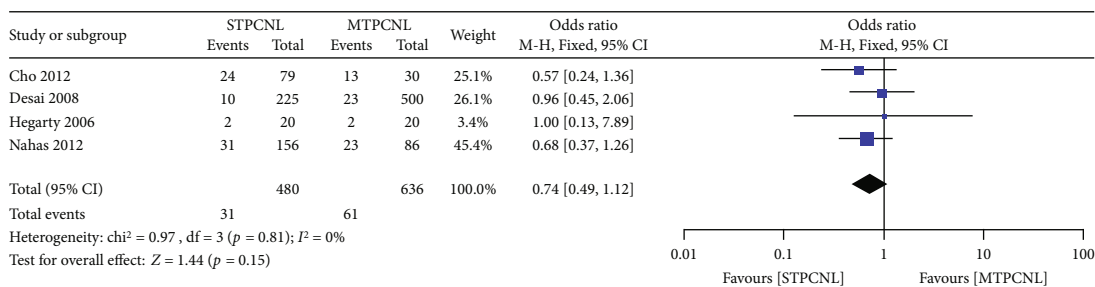 STPCNL MTPCNL Odds ratio Odds ratio
Study or subgroup Events Total Events Total Weight M-H, Fixed, 95% CI M-H, Fixed, 95% CI
Cho 2012 24 79 13 30 25.1% 0.57 [0.24, 1.36]
Desai 2008 10 225 23 500 26.1% 0.96 [0.45, 2.06]
Hegarty 2006 2 20 2 20 3.4% 1.00 [0.13, 7.89]
Nahas 2012 31 156 23 86 45.4% 0.68 [0.37, 1.26]
Total (95% CI) 480 636 100.0% 0.74 [0.49, 1.12]
Total events 31 61
Heterogeneity: chi² = 0.97 , df = 3 (p = 0.81); I² = 0%
Test for overall effect: Z = 1.44 (p = 0.15)
0.01 0.1 1 10 100
Favours [STPCNL] Favours [MTPCNL]